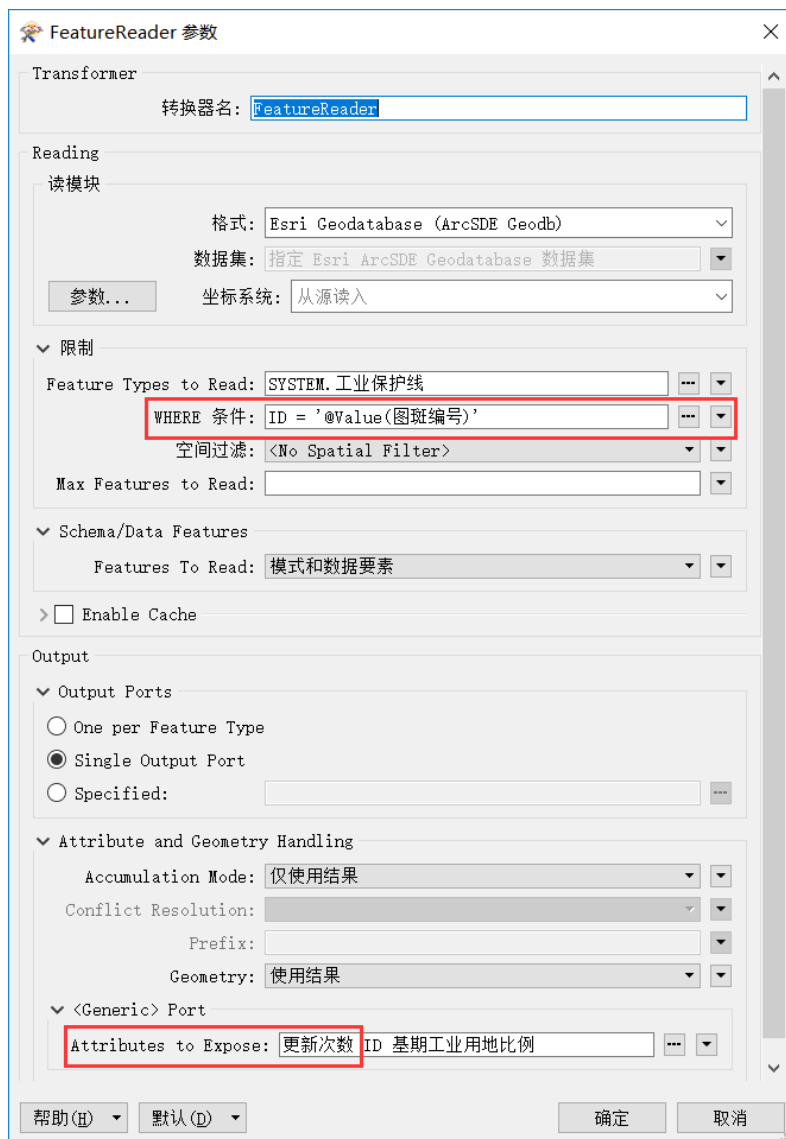 FeatureReader 参数
Transformer
转换器名: FeatureReader
Reading
读模块
格式: Esri Geodatabase (ArcSDE Geodb)
数据集: 指定 Esri ArcSDE Geodatabase 数据集
参数... 坐标系统: 从源读入
限制
Feature Types to Read: SYSTEM.工业保护线 ...
WHERE 条件: ID = '@Value(图斑编号)' ...
空间过滤: <No Spatial Filter>
Max Features to Read:
Schema/Data Features
Features To Read: 模式和数据要素
Enable Cache
Output
Output Ports
One per Feature Type
Single Output Port
Specified: ...
Attribute and Geometry Handling
Accumulation Mode: 仅使用结果
Conflict Resolution:
Prefix:
Geometry: 使用结果
<Generic> Port
Attributes to Expose: 更新次数 ID 基期工业用地比例 ...
帮助(H) 默认(D) 确定 取消